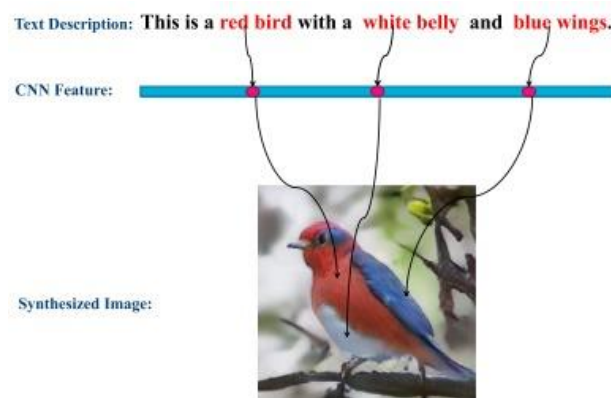 Text Description: This is a red bird with a white belly and blue wings.
CNN Feature:
Synthesized Image: